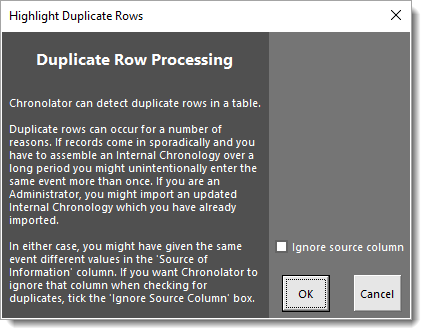 Highlight Duplicate Rows
Duplicate Row Processing
Chronolator can detect duplicate rows in a table.
Duplicate rows can occur for a number of
reasons. If records come in sporadically and you
have to assemble an Internal Chronology over a
long period you might unintentionally enter the
same event more than once. If you are an
Administrator, you might import an updated
Internal Chronology which you have already
imported.
In either case, you might have given the same
event different values in the 'Source of
Information' column. If you want Chronolator to
ignore that column when checking for
duplicates, tick the 'Ignore Source Column' box.
Ignore source column
OK
Cancel